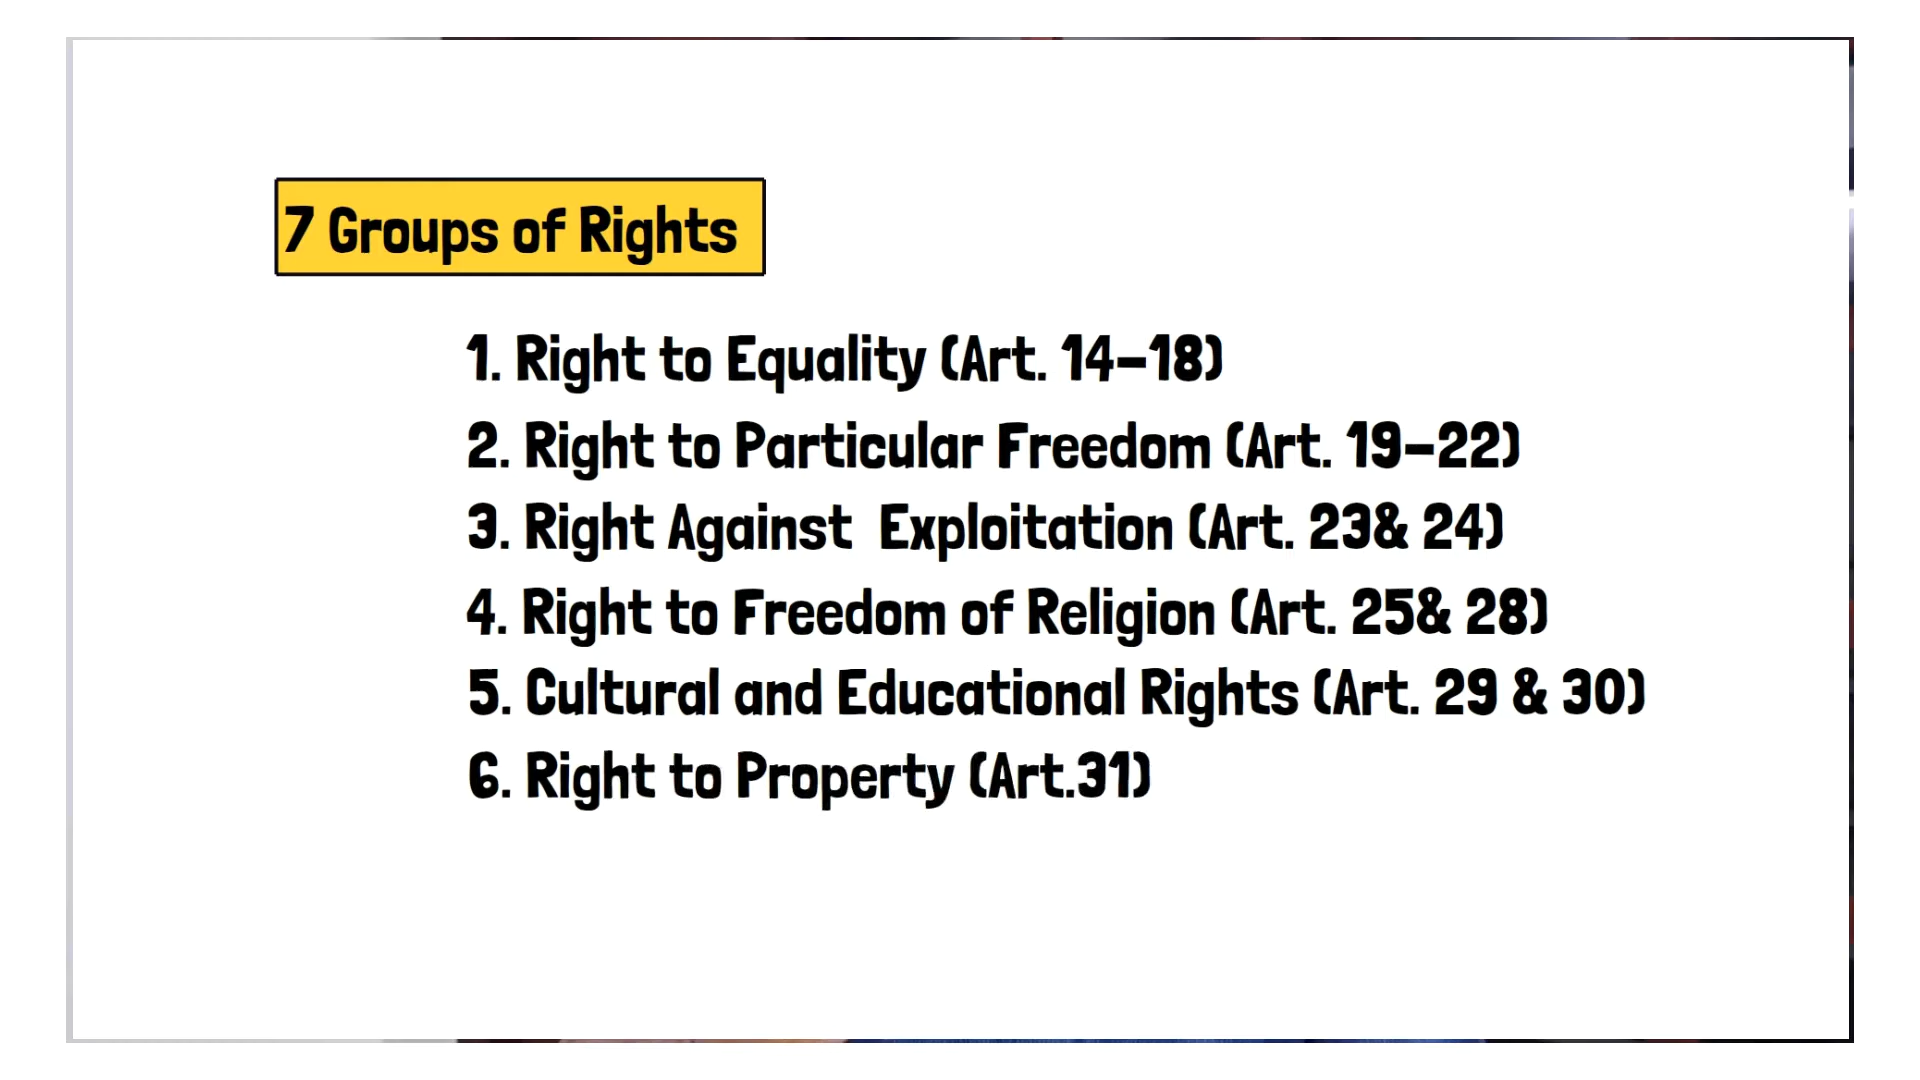 7 Groups of Rights
1. Right to Equality (Art. 14-18)
2. Right to Particular Freedom (Art. 19-22)
3. Right Against  Exploitation (Art. 23& 24)
4. Right to Freedom of Religion (Art. 25& 28)
5. Cultural and Educational Rights (Art. 29 & 30)
6. Right to Property (Art.31)